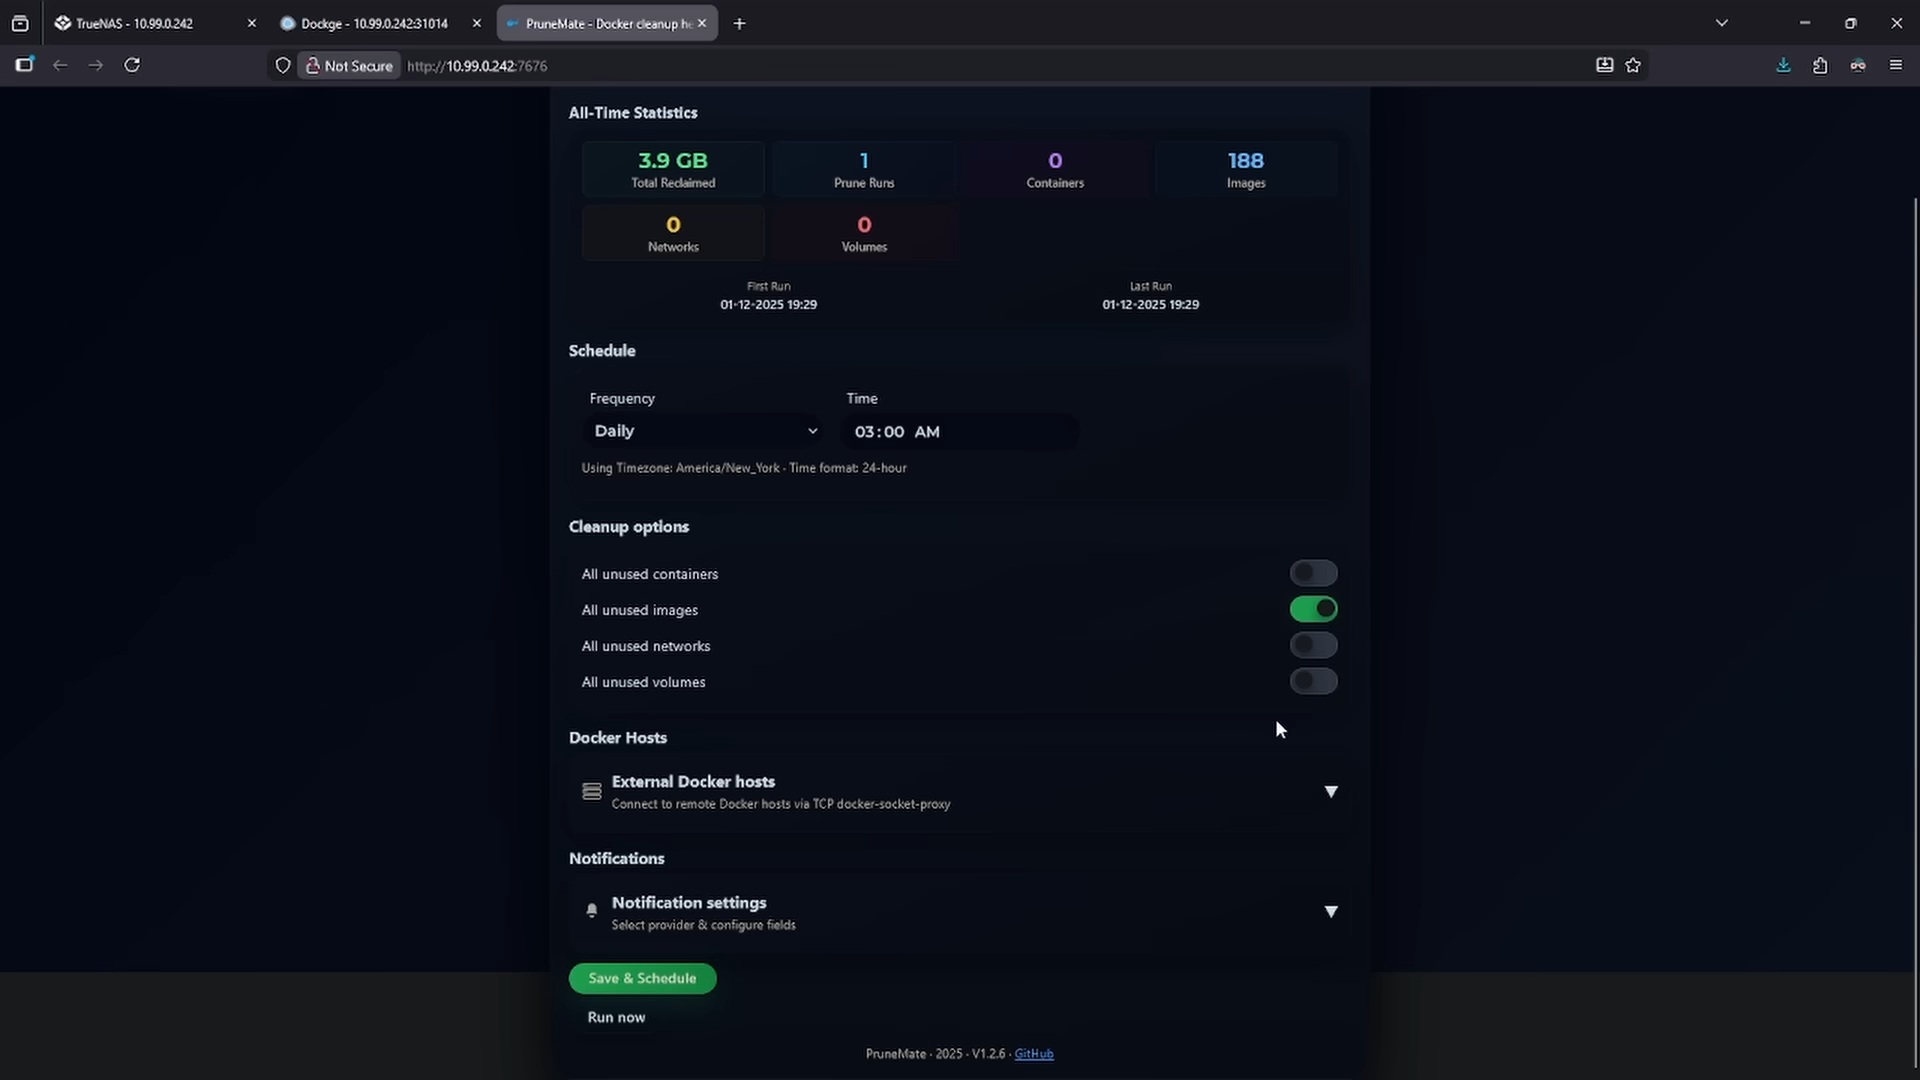 TrueNAS - 10.99.0.242
Dockge - 10.99.0.242:31014
PruneMate - Docker cleanup he
Not Secure
http://10.99.0.242:7676
All-Time Statistics
3.9 GB
Total Reclaimed
1
Prune Runs
0
Containers
188
Images
0
Networks
0
Volumes
First Run
01-12-2025 19:29
Last Run
01-12-2025 19:29
Schedule
Frequency
Time
Daily
03:00 AM
Using Timezone: America/New_York · Time format: 24-hour
Cleanup options
All unused containers
All unused images
All unused networks
All unused volumes
Docker Hosts
External Docker hosts
Connect to remote Docker hosts via TCP docker-socket-proxy
Notifications
Notification settings
Select provider & configure fields
Save & Schedule
Run now
PruneMate · 2025 · V1.2.6 · GitHub